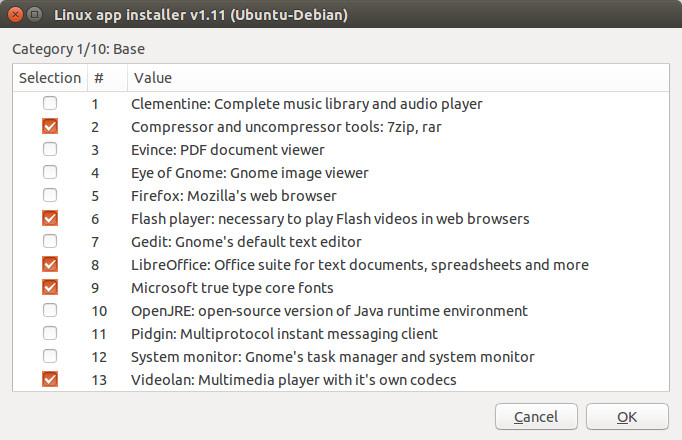 Linux app installer v1.11 (Ubuntu-Debian)
Category 1/10: Base
Selection # Value
1 Clementine: Complete music library and audio player
2 Compressor and uncompressor tools: 7zip, rar
3 Evince: PDF document viewer
4 Eye of Gnome: Gnome image viewer
5 Firefox: Mozilla's web browser
6 Flash player: necessary to play Flash videos in web browsers
7 Gedit: Gnome's default text editor
8 LibreOffice: Office suite for text documents, spreadsheets and more
9 Microsoft true type core fonts
10 OpenJRE: open-source version of Java runtime environment
11 Pidgin: Multiprotocol instant messaging client
12 System monitor: Gnome's task manager and system monitor
13 Videolan: Multimedia player with it's own codecs
Cancel OK